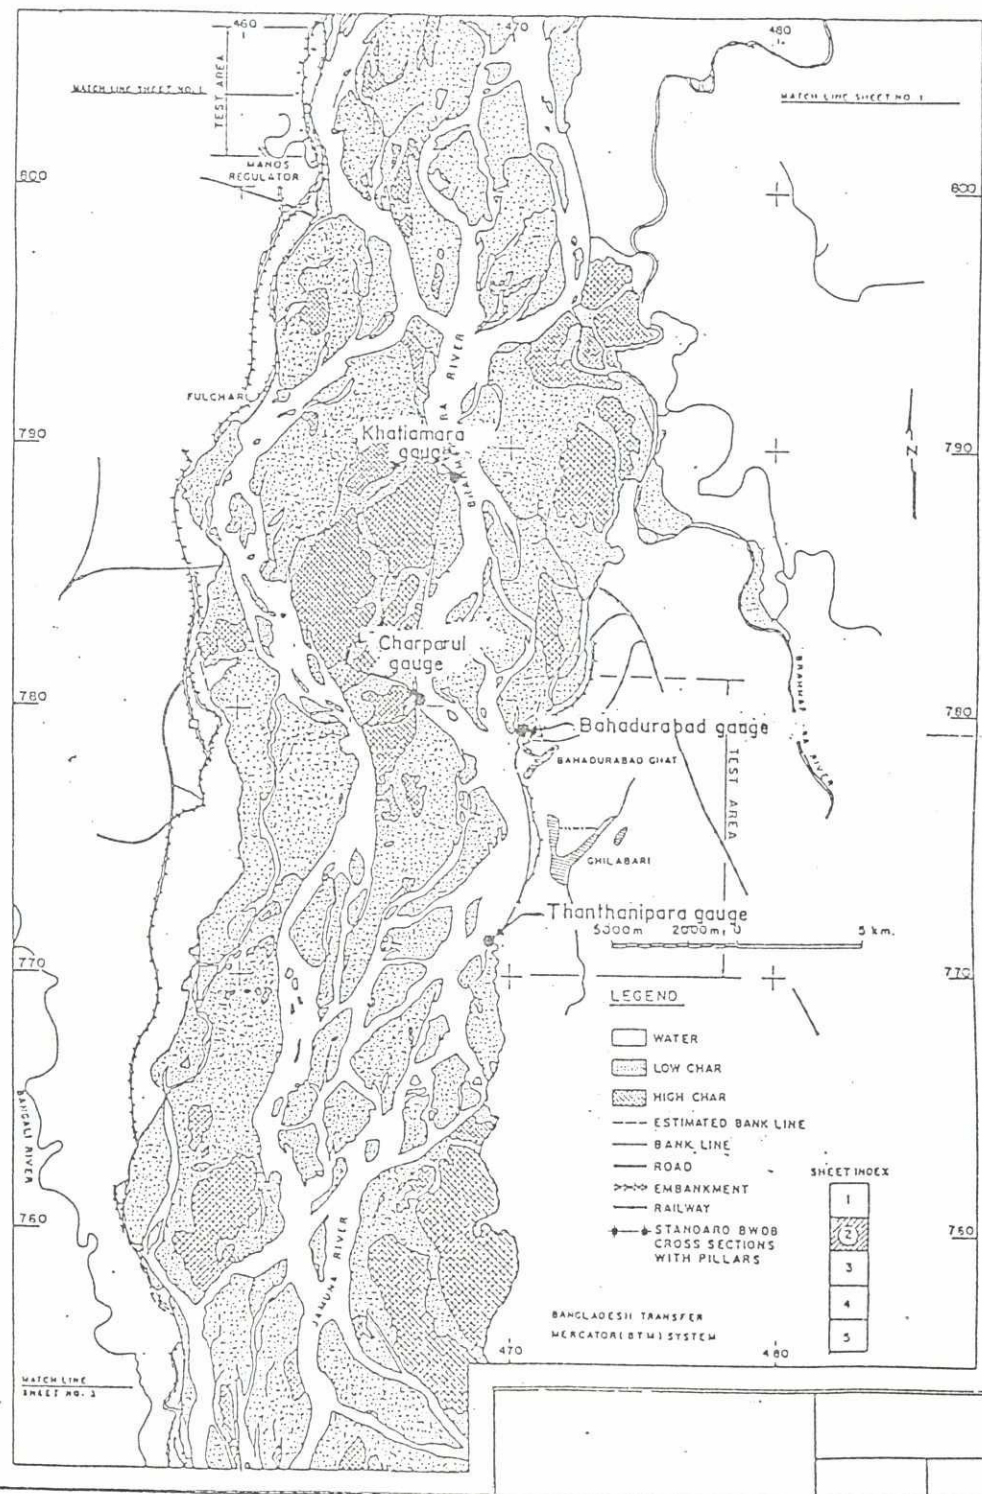 460
470
480
MATCH LINE SHEET NO. 1
TEST AREA
MATCH LINE SHEET NO. 1
MANOS
REGULATOR
800
800
RIVER
FULCHARI
790
Khatiamara
gauge
790
N
Charparul
gauge
780
780
BRAHMAPUTRA RIVER
Bahadurabad gauge
BAHADURABAD GHAT
TEST AREA
GHILABARI
Thanthanipara gauge
5000m 2000m 0 5 km.
770
770
LEGEND
WATER
LOW CHAR
HIGH CHAR
ESTIMATED BANK LINE
BANK LINE
ROAD
EMBANKMENT
RAILWAY
STANDARD BWDB
CROSS SECTIONS
WITH PILLARS
SHEET INDEX
1
2
3
4
5
BANGALI RIVER
760
760
JAMUNA RIVER
BANGLADESH TRANSFER
MERCATOR (BTM) SYSTEM
470
480
MATCH LINE
SHEET NO. 3